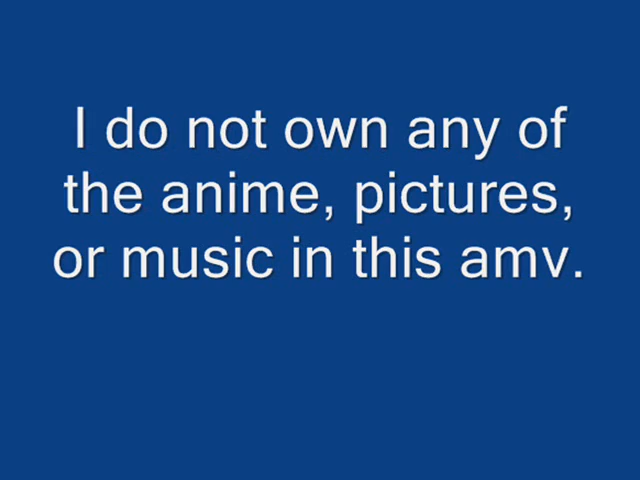 I do not own any of
the anime, pictures,
or music in this amv.